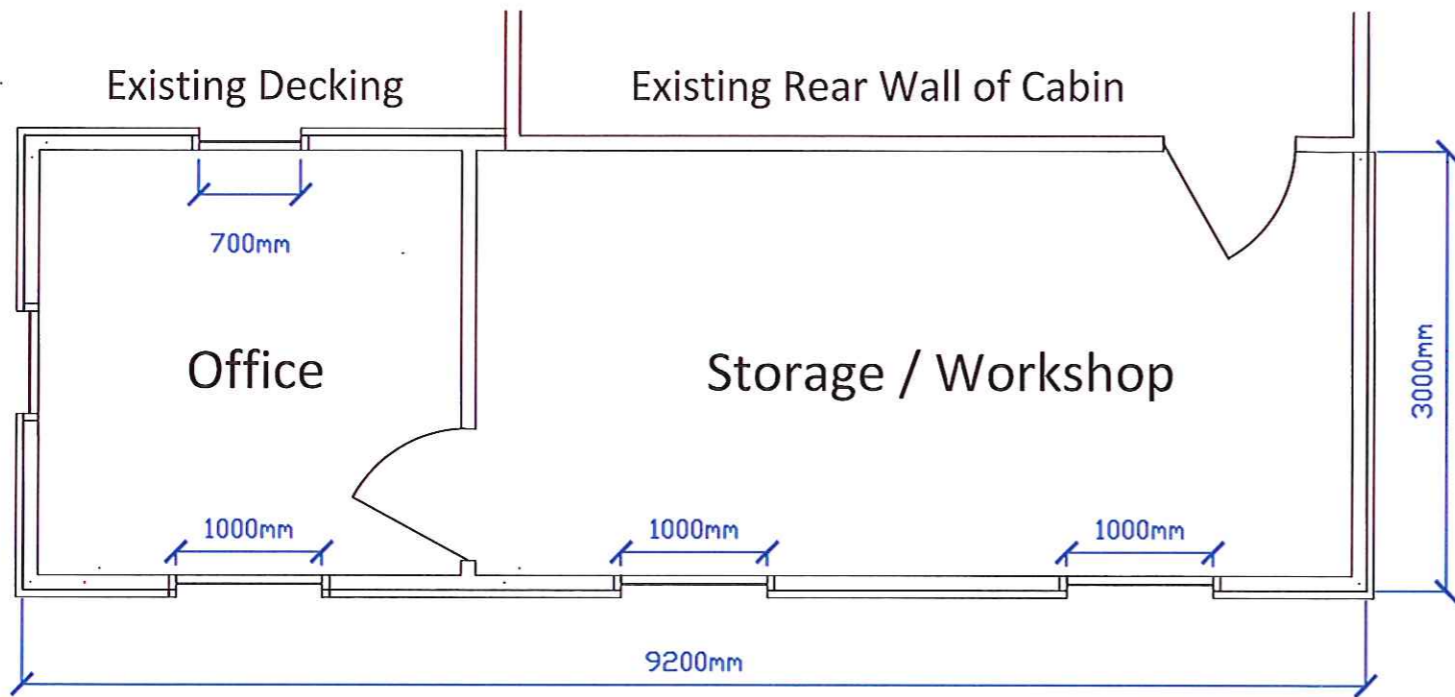 Existing Decking
Existing Rear Wall of Cabin
700mm
Office
Storage / Workshop
3000mm
1000mm
1000mm
1000mm
9200mm